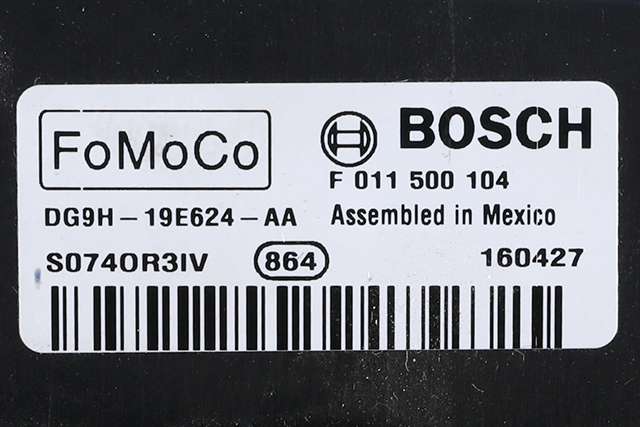 FoMoCo
BOSCH
F 011 500 104
DG9H-19E624-AA
Assembled in Mexico
S074OR3IV
864
160427